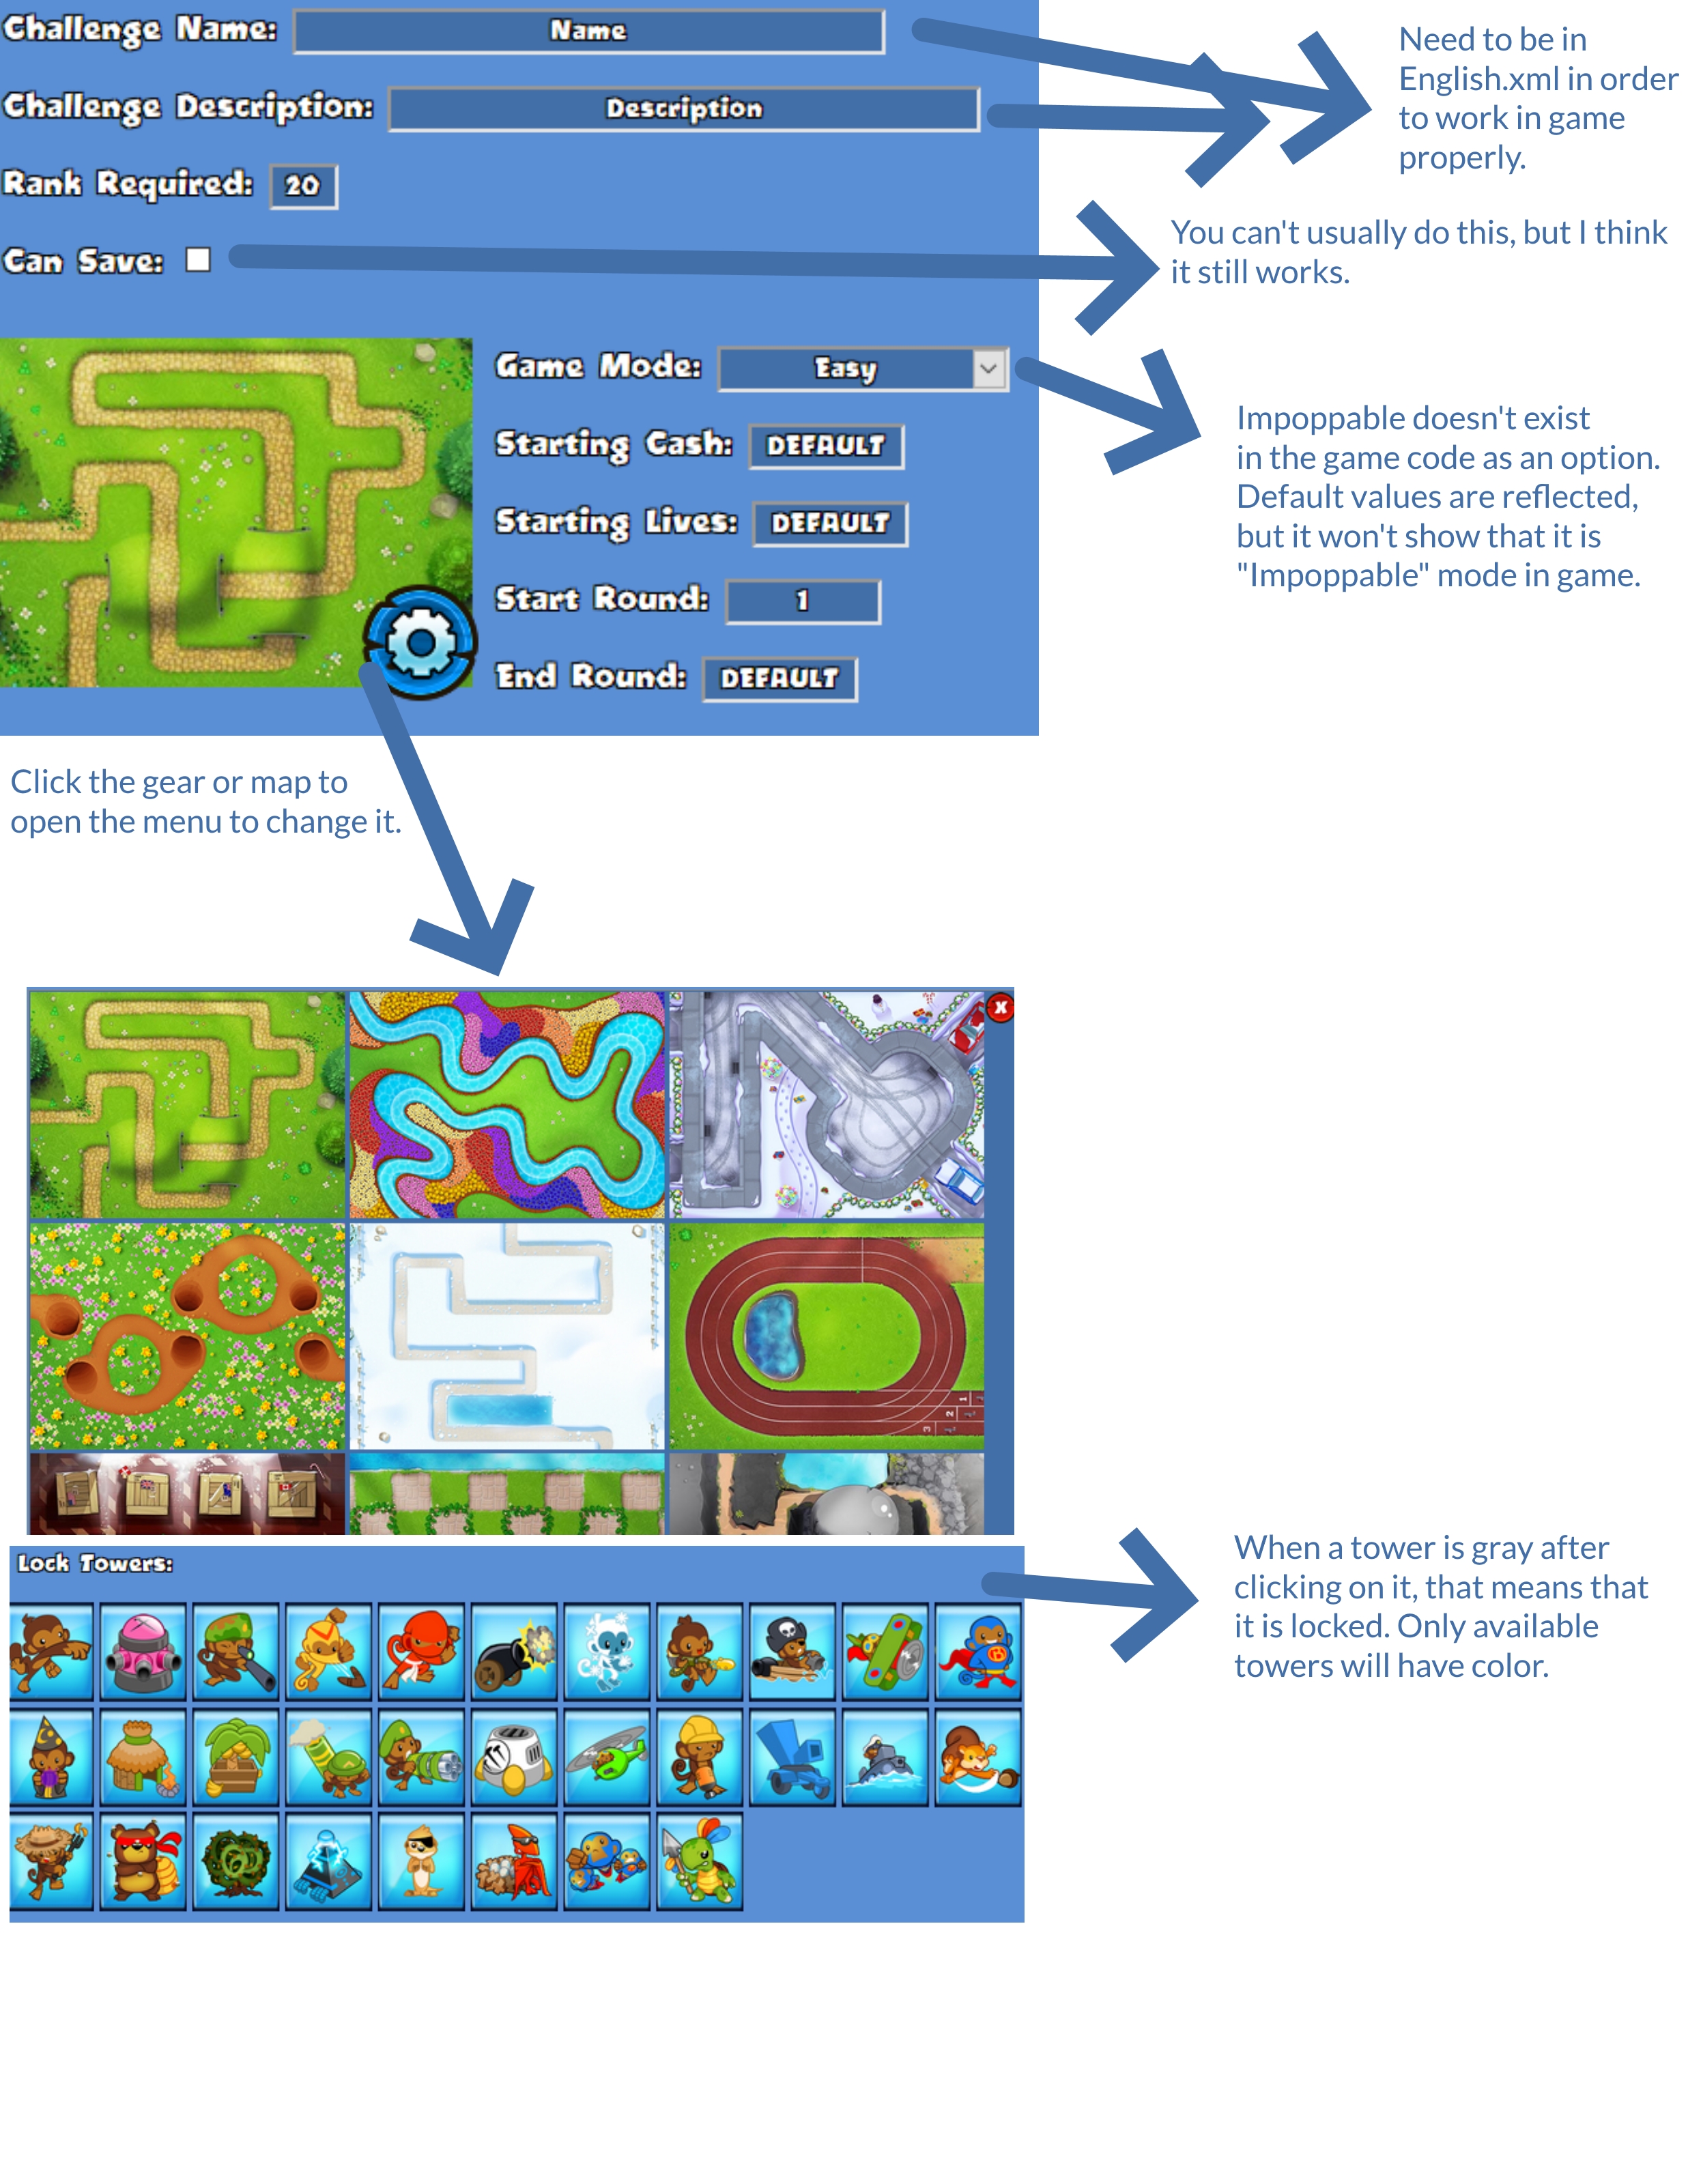 Challenge Name: Name
Need to be in
English.xml in order
to work in game
properly.
Challenge Description: Description
Rank Required: 20
Can Save:
You can't usually do this, but I think
it still works.
Game Mode: Easy
Starting Cash: DEFAULT
Starting Lives: DEFAULT
Start Round: 1
End Round: DEFAULT
Impoppable doesn't exist
in the game code as an option.
Default values are reflected,
but it won't show that it is
"Impoppable" mode in game.
Click the gear or map to
open the menu to change it.
X
1
2
3
Lock Towers:
When a tower is gray after
clicking on it, that means that
it is locked. Only available
towers will have color.